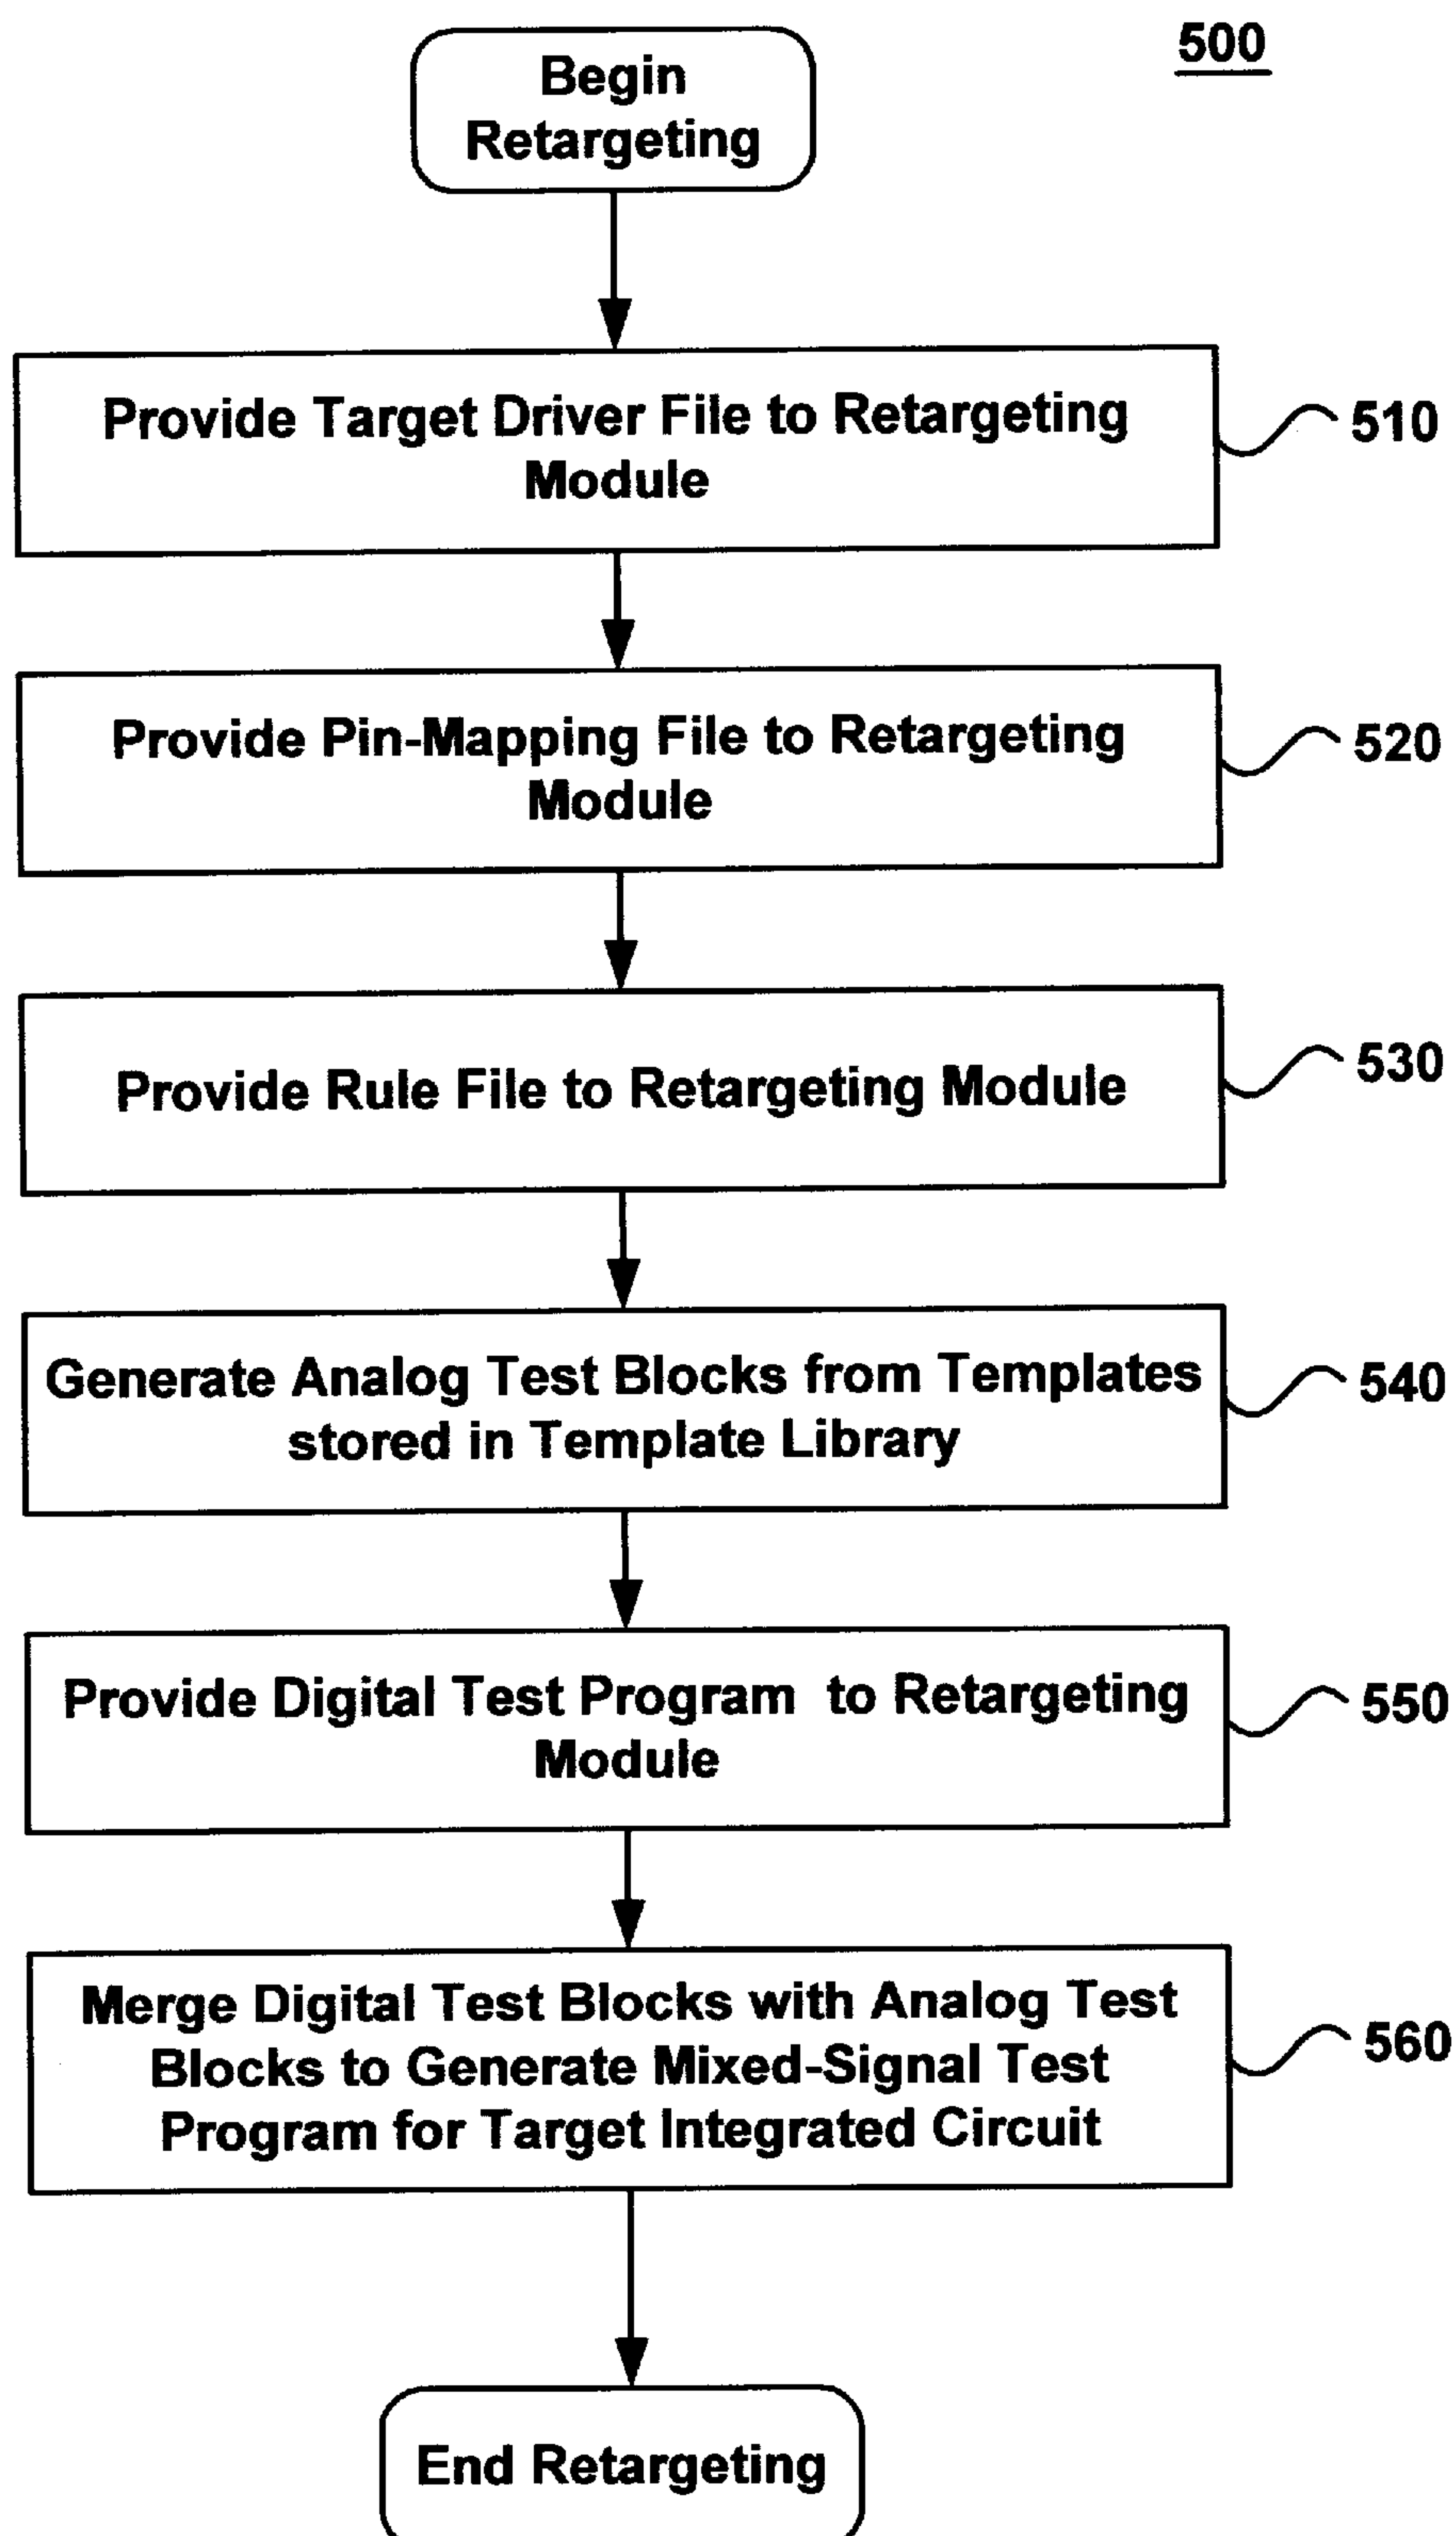 500
Begin
Retargeting
Provide Target Driver File to Retargeting
Module
510
Provide Pin-Mapping File to Retargeting
Module
520
Provide Rule File to Retargeting Module
530
Generate Analog Test Blocks from Templates
stored in Template Library
540
Provide Digital Test Program to Retargeting
Module
550
Merge Digital Test Blocks with Analog Test
Blocks to Generate Mixed-Signal Test
Program for Target Integrated Circuit
560
End Retargeting